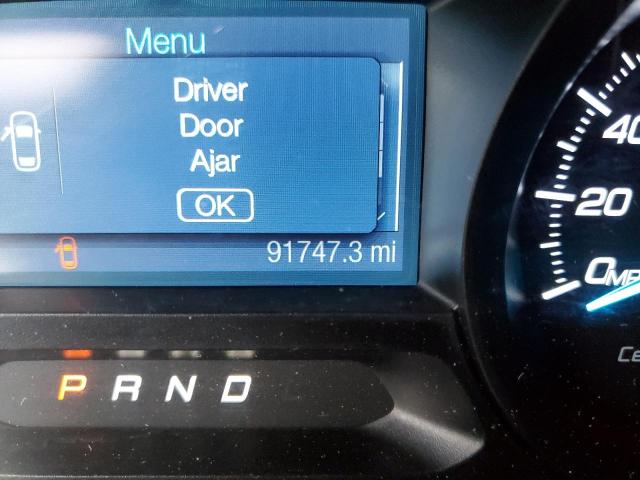 Menu
Driver
Door
Ajar
OK
91747.3 mi
P R N D
40
20
0